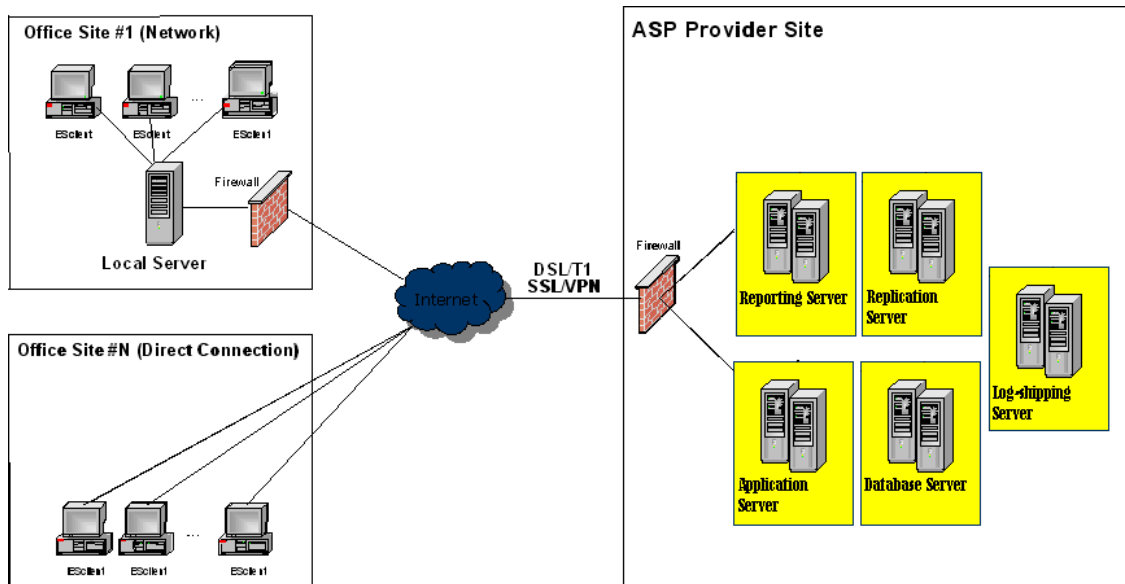 Office Site #1 (Network)
...
ESclient
ESclient
ESclient
Firewall
Local Server
Office Site #N (Direct Connection)
...
ESclient
ESclient
ESclient
Internet
DSL/T1
SSL/VPN
ASP Provider Site
Firewall
Reporting Server
Replication
Server
Log-shipping
Server
Application
Server
Database Server